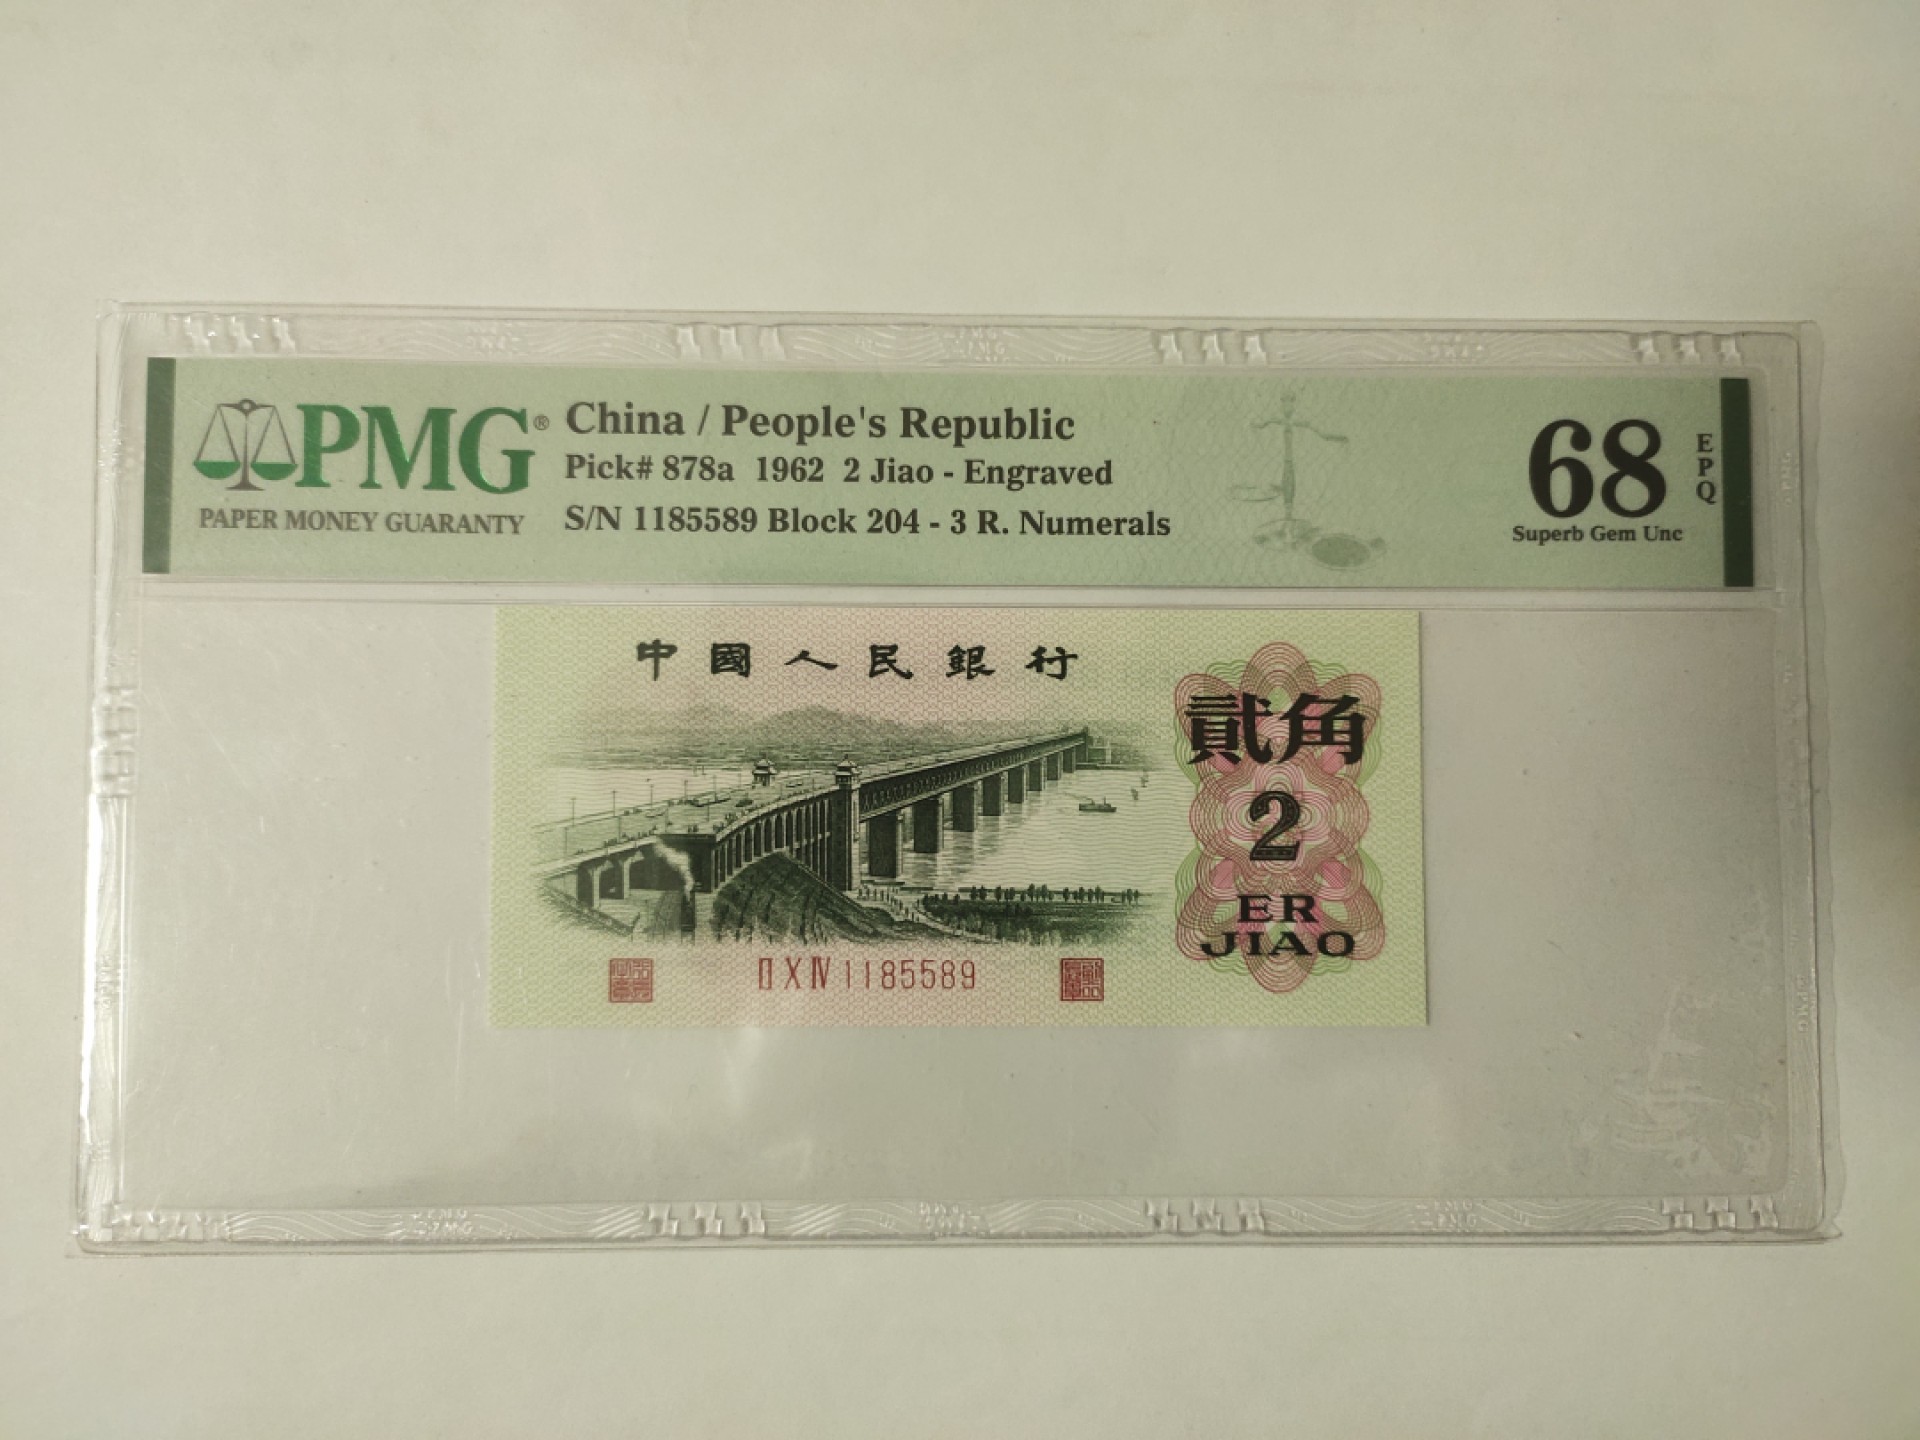 PMG®
PAPER MONEY GUARANTY
China / People's Republic
Pick# 878a 1962 2 Jiao - Engraved
S/N 1185589 Block 204 - 3 R. Numerals
68
EPQ
Superb Gem Unc
中國人民銀行
貳角
2
ER
JIAO
ⅡⅩⅣ1185589